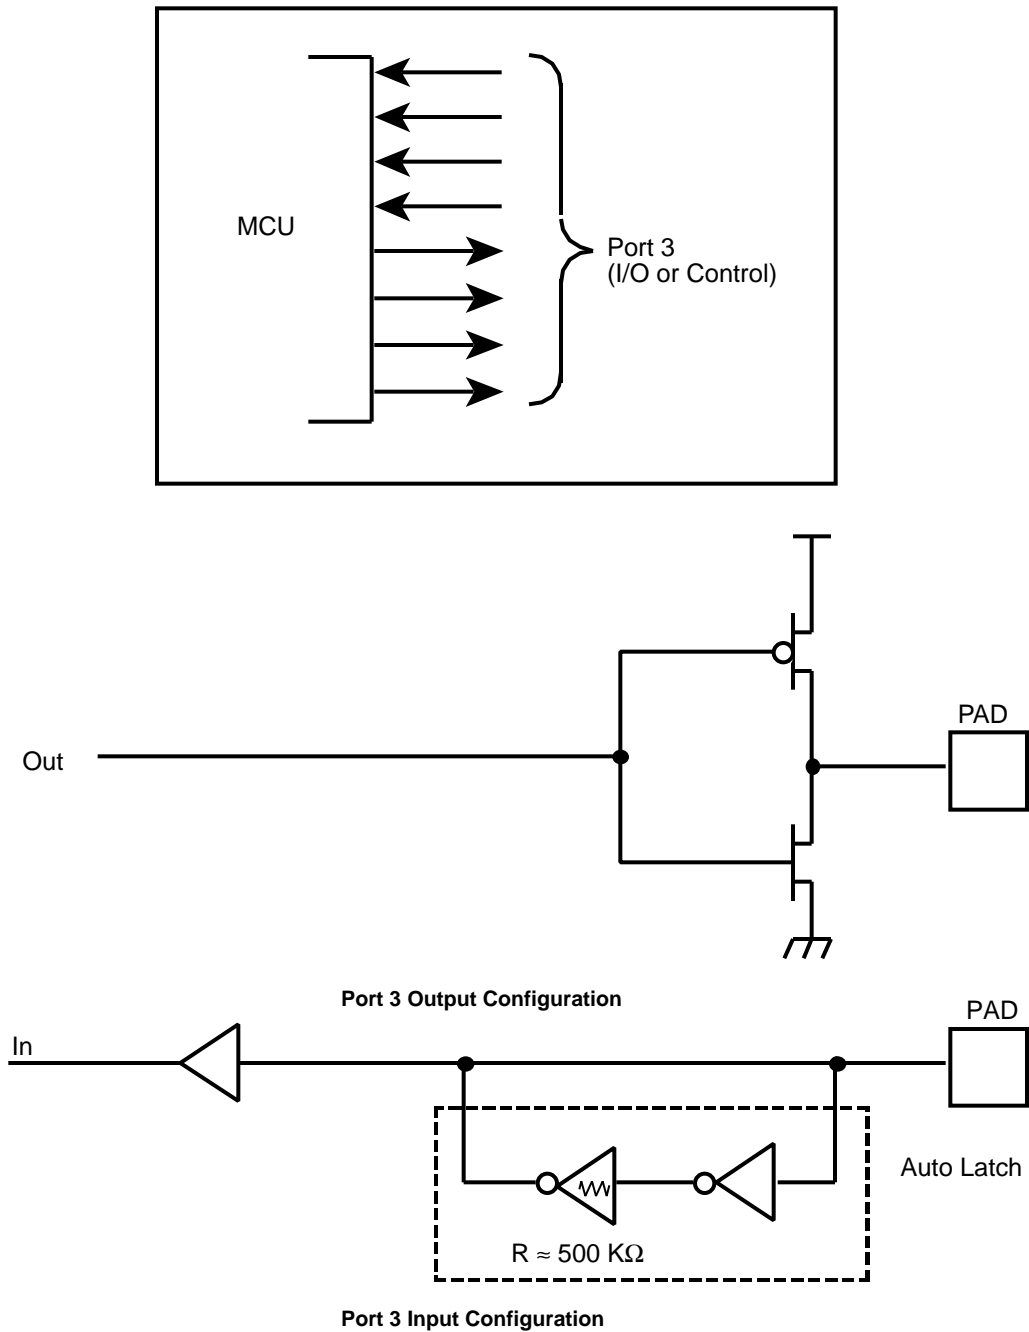 MCU
Port 3
(I/O or Control)
PAD
Out
Port 3 Output Configuration
PAD
In
Auto Latch
R ≈ 500 KΩ
Port 3 Input Configuration